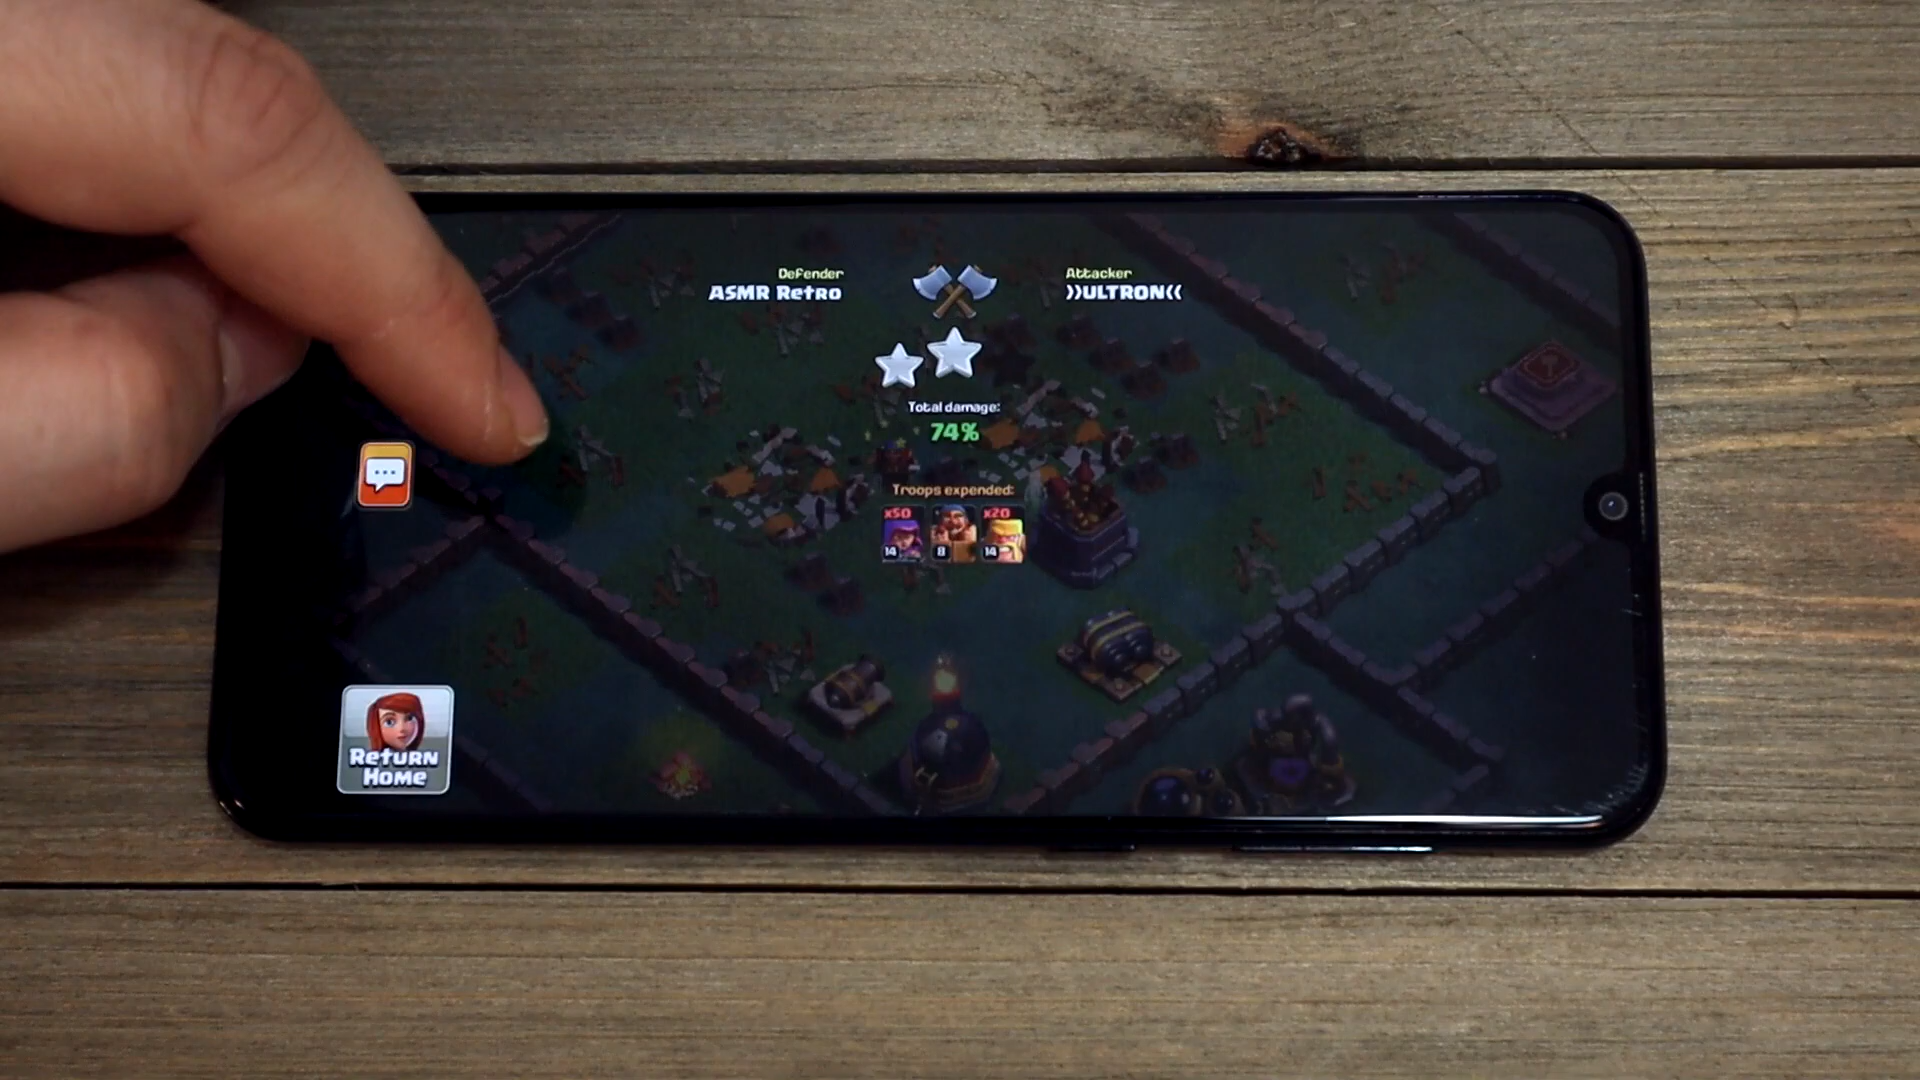 Defender
ASMR Retro
Attacker
))ULTRON((
Total damage:
74%
Troops expended:
x50
x20
14
8
14
Return
Home